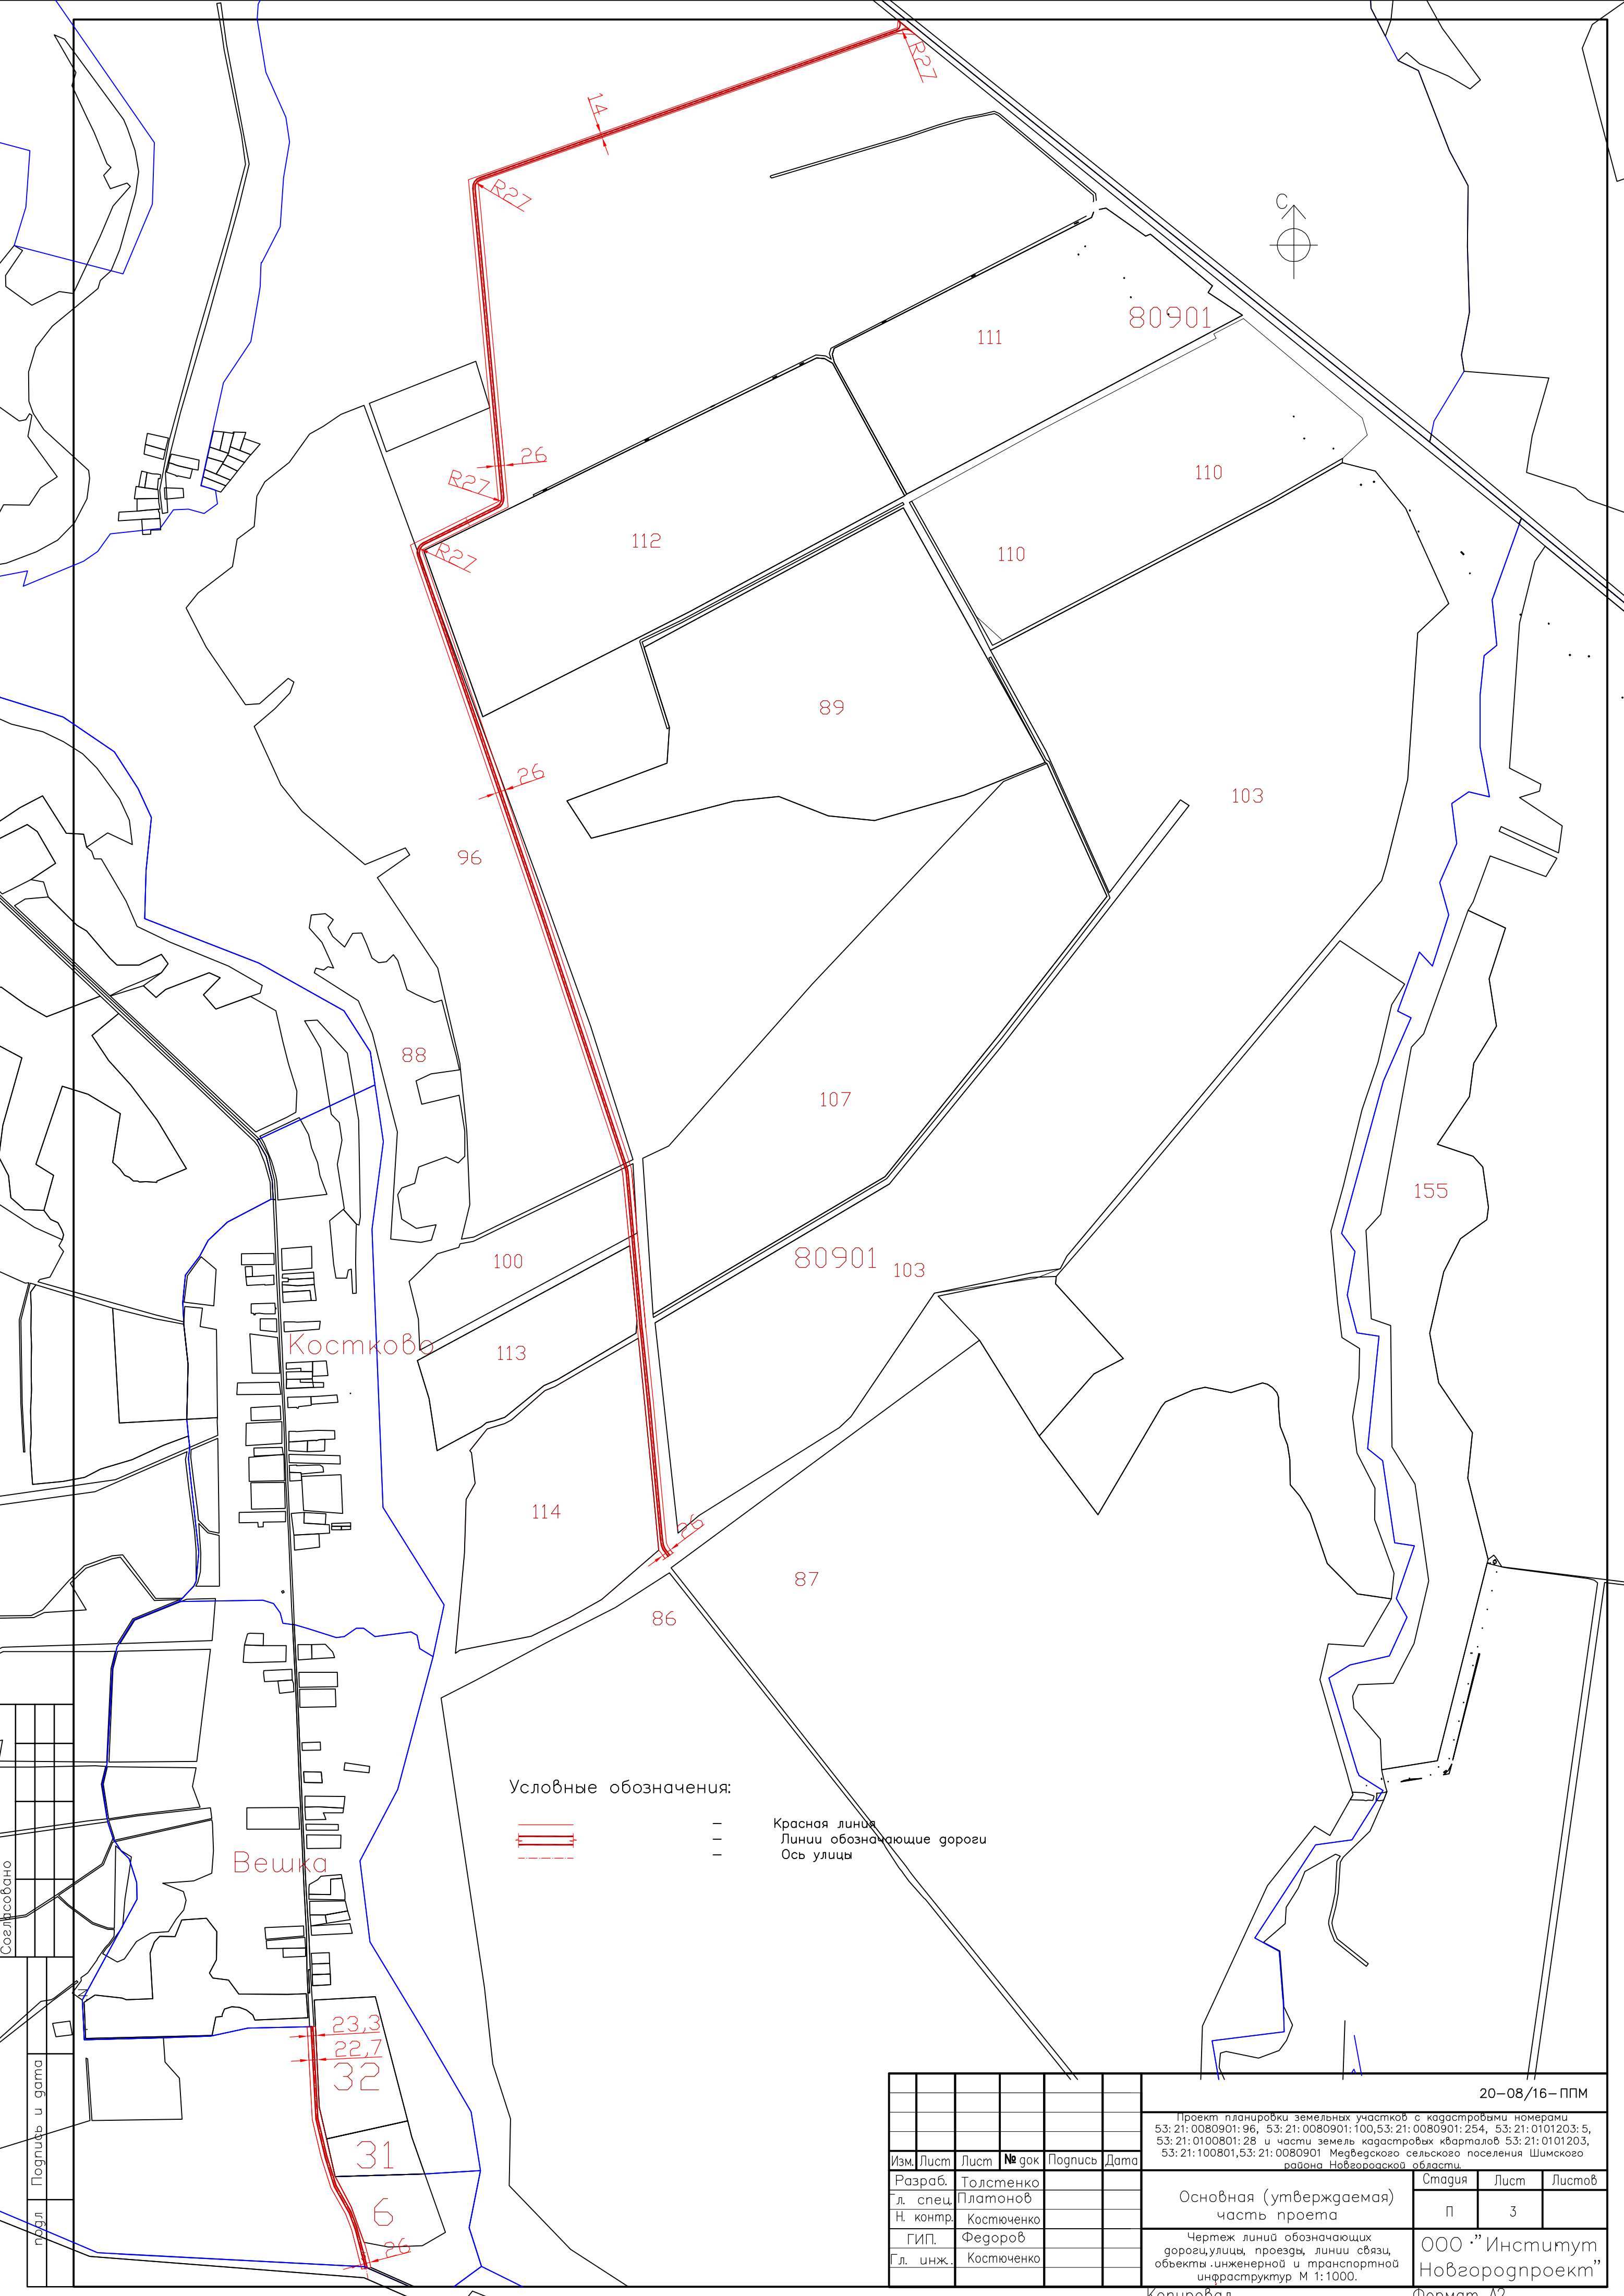 R27
14
R27
С
80901
111
26
R27
110
112
R27
110
89
26
103
96
88
107
155
80901
100
103
Костково
113
114
26
87
86
Условные обозначения:
– Красная линия
– Линии обозначающие дороги
– Ось улицы
Вешка
Согласовано
23,3
22,7
32
31
6
26
Подпись и дата
подл
20-08/16-ППМ
Проект планировки земельных участков с кадастровыми номерами
53:21:0080901:96, 53:21:0080901:100,53:21:0080901:254, 53:21:0101203:5,
53:21:0100801:28 и части земель кадастровых кварталов 53:21:0101203,
53:21:100801,53:21:0080901 Медведского сельского поселения Шимского
района Новгородской области.
Изм. Лист Лист № док Подпись Дата
Разраб. Толстенко
Гл. спец. Платонов
Н. контр. Костюченко
ГИП. Федоров
Гл. инж. Костюченко
Основная (утверждаемая)
часть проета
Стадия Лист Листов
П 3
Чертеж линий обозначающих
дороги,улицы, проезды, линии связи,
объекты инженерной и транспортной
инфраструктур М 1:1000.
ООО "Институт
Новгородпроект"
Копировал
Формат А2